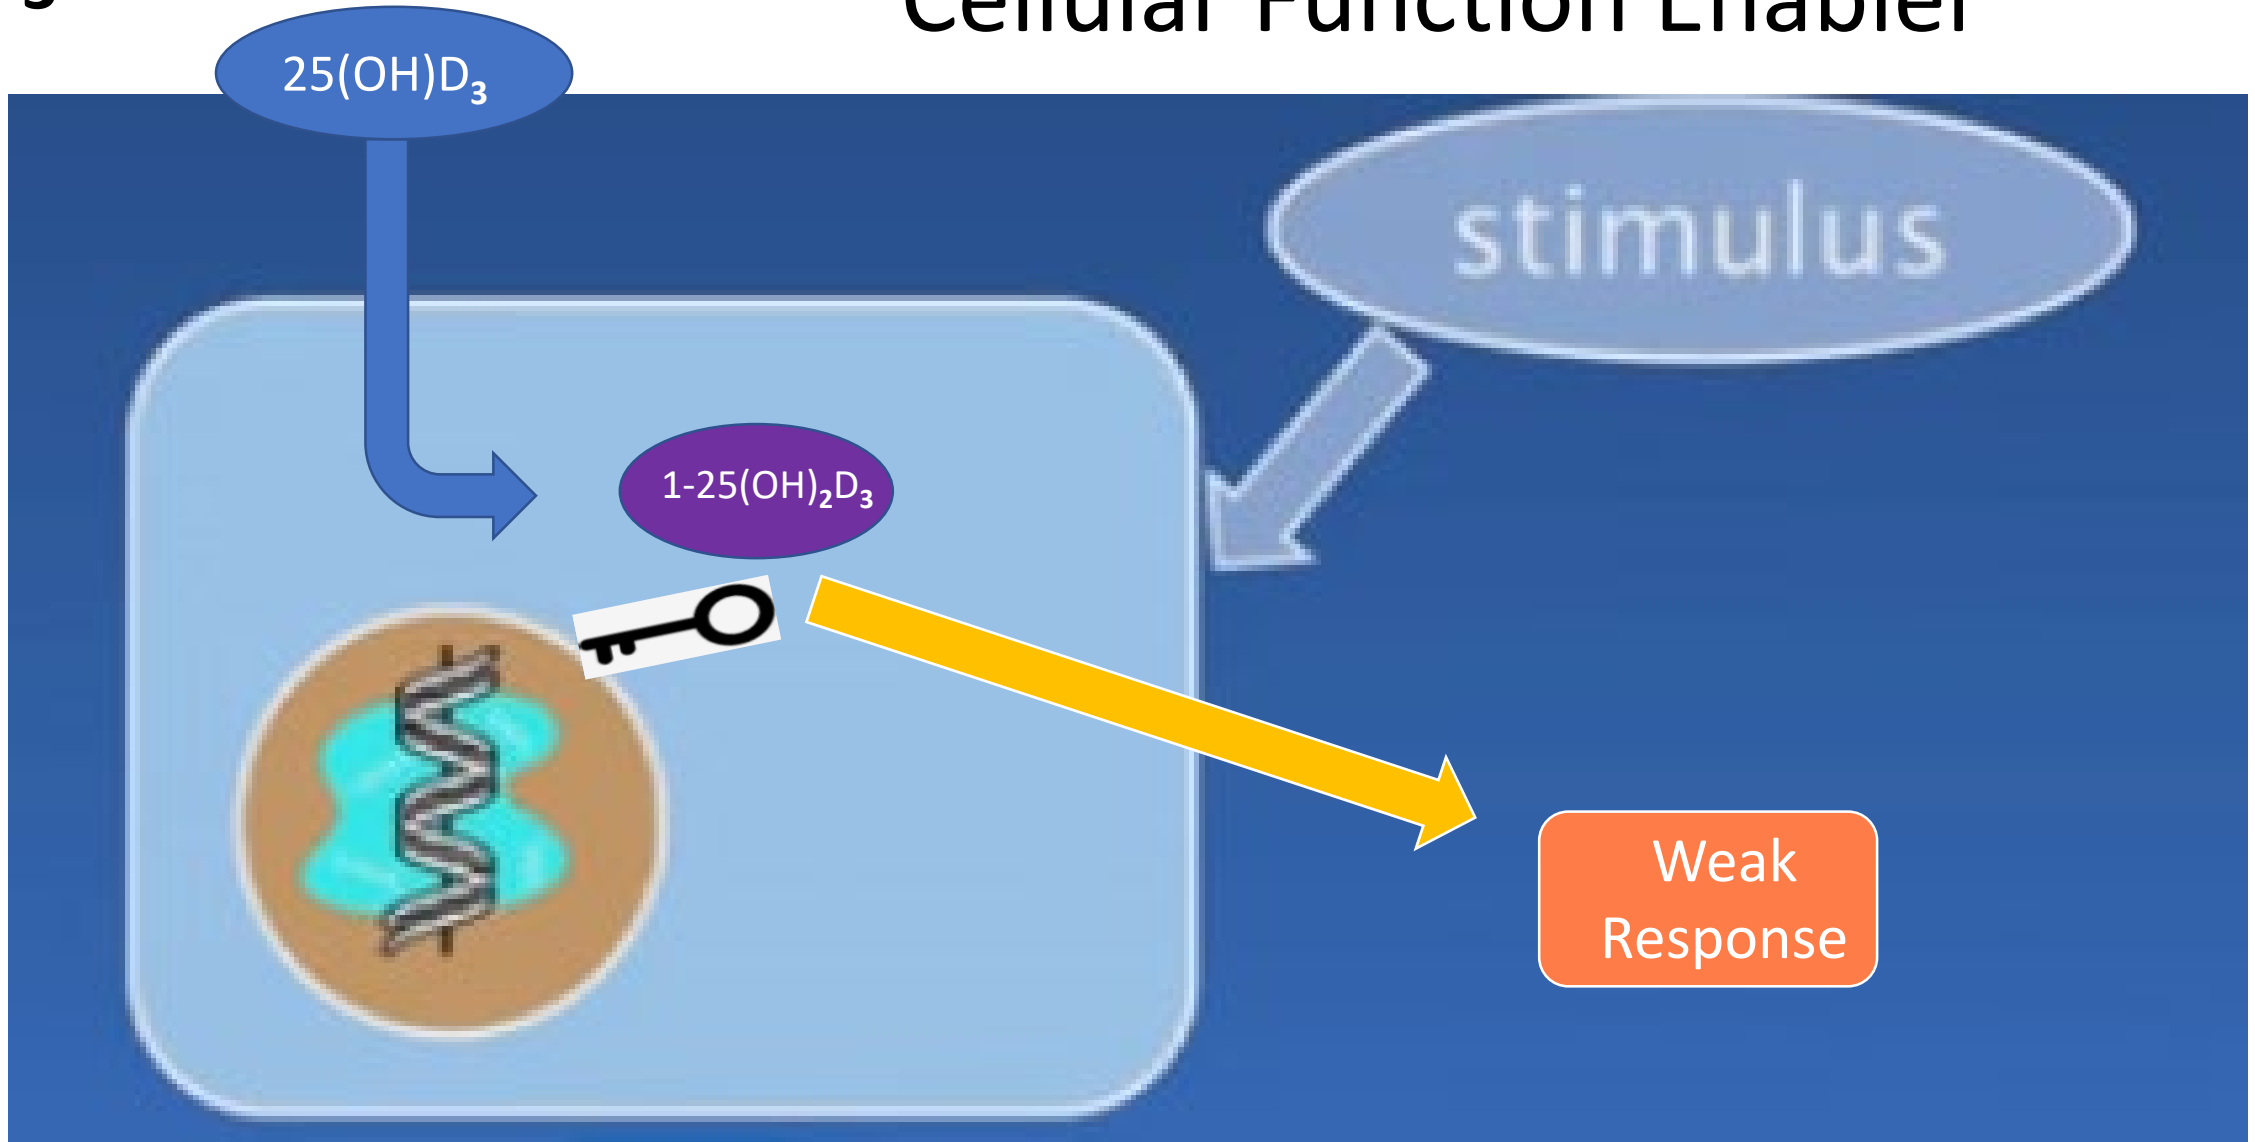 Cellular Function Enabler
25(OH)D₃
stimulus
1-25(OH)₂D₃
Weak
Response